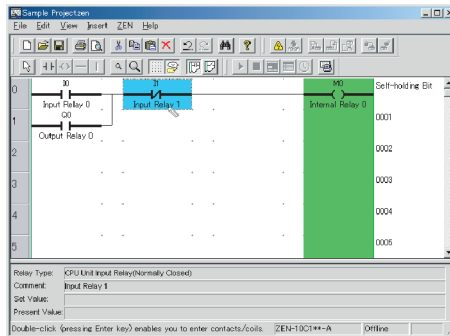 Sample Project.zen
File Edit View Insert ZEN Help
0 I0 I1 M0 Self-holding Bit
Input Relay 0 Input Relay 1 Internal Relay 0
1 Q0 0001
Output Relay 0
2 0002
3 0003
4 0004
5 0005
Relay Type: CPU Unit Input Relay(Normally Closed)
Comment: Input Relay 1
Set Value:
Present Value:
Double-click (pressing Enter key) enables you to enter contacts/coils. ZEN-10C1**-A Offline